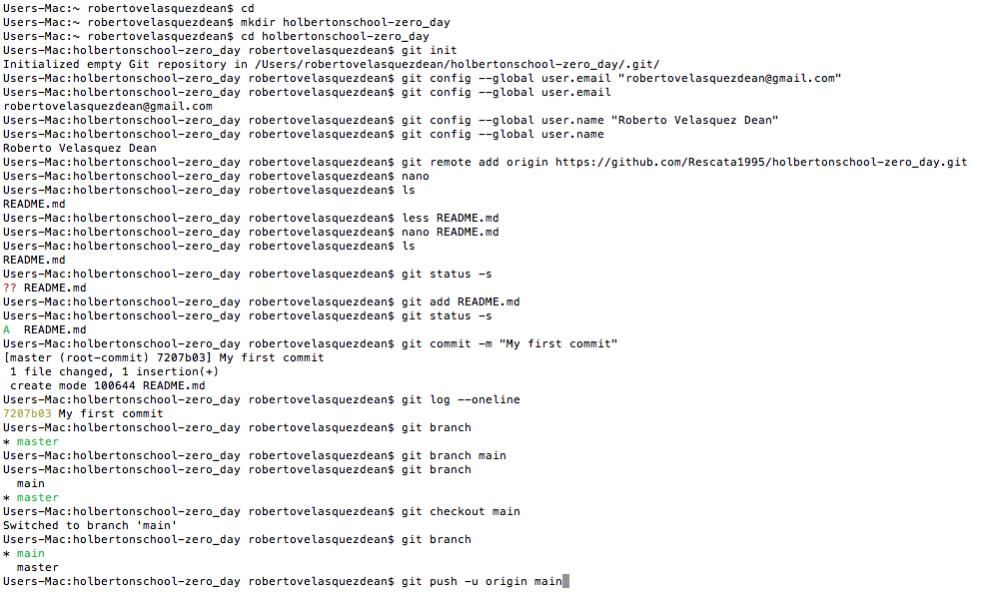 Users-Mac:~ robertovelasquezdean$ cd
Users-Mac:~ robertovelasquezdean$ mkdir holbertonschool-zero_day
Users-Mac:~ robertovelasquezdean$ cd holbertonschool-zero_day
Users-Mac:holbertonschool-zero_day robertovelasquezdean$ git init
Initialized empty Git repository in /Users/robertovelasquezdean/holbertonschool-zero_day/.git/
Users-Mac:holbertonschool-zero_day robertovelasquezdean$ git config --global user.email "robertovelasquezdean@gmail.com"
Users-Mac:holbertonschool-zero_day robertovelasquezdean$ git config --global user.email
robertovelasquezdean@gmail.com
Users-Mac:holbertonschool-zero_day robertovelasquezdean$ git config --global user.name "Roberto Velasquez Dean"
Users-Mac:holbertonschool-zero_day robertovelasquezdean$ git config --global user.name
Roberto Velasquez Dean
Users-Mac:holbertonschool-zero_day robertovelasquezdean$ git remote add origin https://github.com/Rescata1995/holbertonschool-zero_day.git
Users-Mac:holbertonschool-zero_day robertovelasquezdean$ nano
Users-Mac:holbertonschool-zero_day robertovelasquezdean$ ls
README.md
Users-Mac:holbertonschool-zero_day robertovelasquezdean$ less README.md
Users-Mac:holbertonschool-zero_day robertovelasquezdean$ nano README.md
Users-Mac:holbertonschool-zero_day robertovelasquezdean$ ls
README.md
Users-Mac:holbertonschool-zero_day robertovelasquezdean$ git status -s
?? README.md
Users-Mac:holbertonschool-zero_day robertovelasquezdean$ git add README.md
Users-Mac:holbertonschool-zero_day robertovelasquezdean$ git status -s
A  README.md
Users-Mac:holbertonschool-zero_day robertovelasquezdean$ git commit -m "My first commit"
[master (root-commit) 7207b03] My first commit
 1 file changed, 1 insertion(+)
 create mode 100644 README.md
Users-Mac:holbertonschool-zero_day robertovelasquezdean$ git log --oneline
7207b03 My first commit
Users-Mac:holbertonschool-zero_day robertovelasquezdean$ git branch
* master
Users-Mac:holbertonschool-zero_day robertovelasquezdean$ git branch main
Users-Mac:holbertonschool-zero_day robertovelasquezdean$ git branch
  main
* master
Users-Mac:holbertonschool-zero_day robertovelasquezdean$ git checkout main
Switched to branch 'main'
Users-Mac:holbertonschool-zero_day robertovelasquezdean$ git branch
* main
  master
Users-Mac:holbertonschool-zero_day robertovelasquezdean$ git push -u origin main